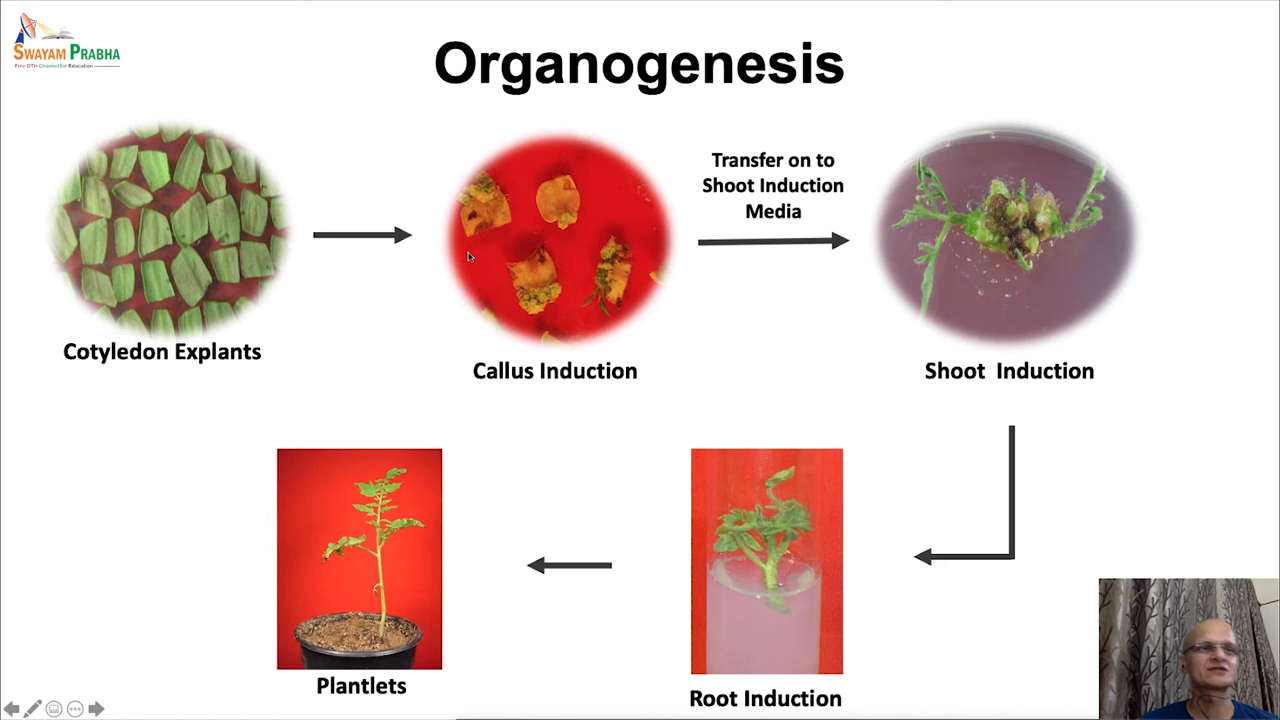 SWAYAM PRABHA
Free DTH Channel for Education
Organogenesis
Transfer on to
Shoot Induction
Media
Cotyledon Explants
Callus Induction
Shoot Induction
Plantlets
Root Induction